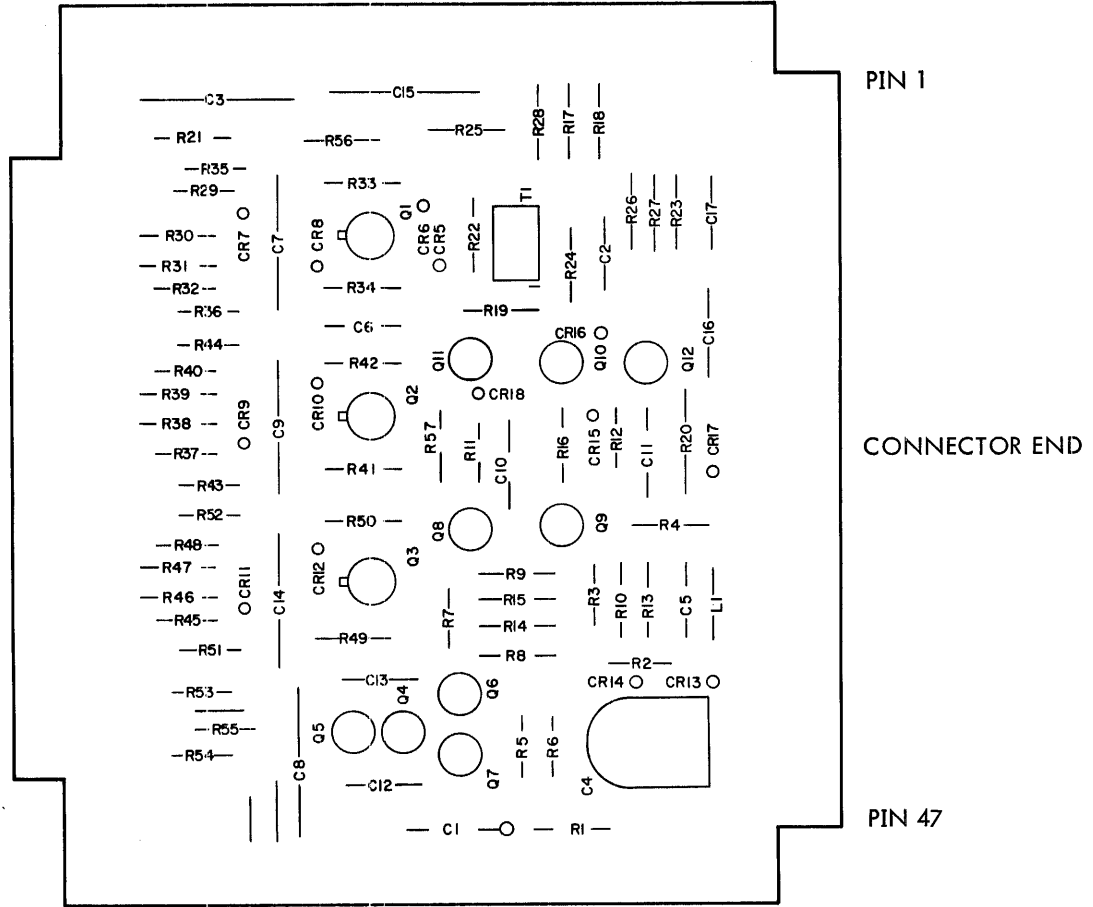 PIN 1
C3
C15
R21
R56
R25
R28
R17
R18
R35
R29
R33
Q1
T1
R26
R27
R23
C17
R30
CR7
C7
CR8
CR6
CR5
R22
R31
R24
C2
R32
R34
R36
R19
C6
CR16
C16
R44
R42
Q11
Q10
Q12
R40
R39
CR10
Q2
CR18
R38
CR9
C9
R57
R11
C10
R16
CR15
R12
C11
R20
CR17
CONNECTOR END
R37
R41
R43
R52
R50
Q8
Q9
R4
R48
CR12
Q3
R47
CR11
R9
R46
C14
R15
R3
R10
R13
C5
L1
R45
R7
R14
R49
R51
R8
R2
C13
CR14
CR13
R53
Q4
Q6
R55
Q5
R54
C8
Q7
R5
R6
C4
C12
C1
R1
PIN 47